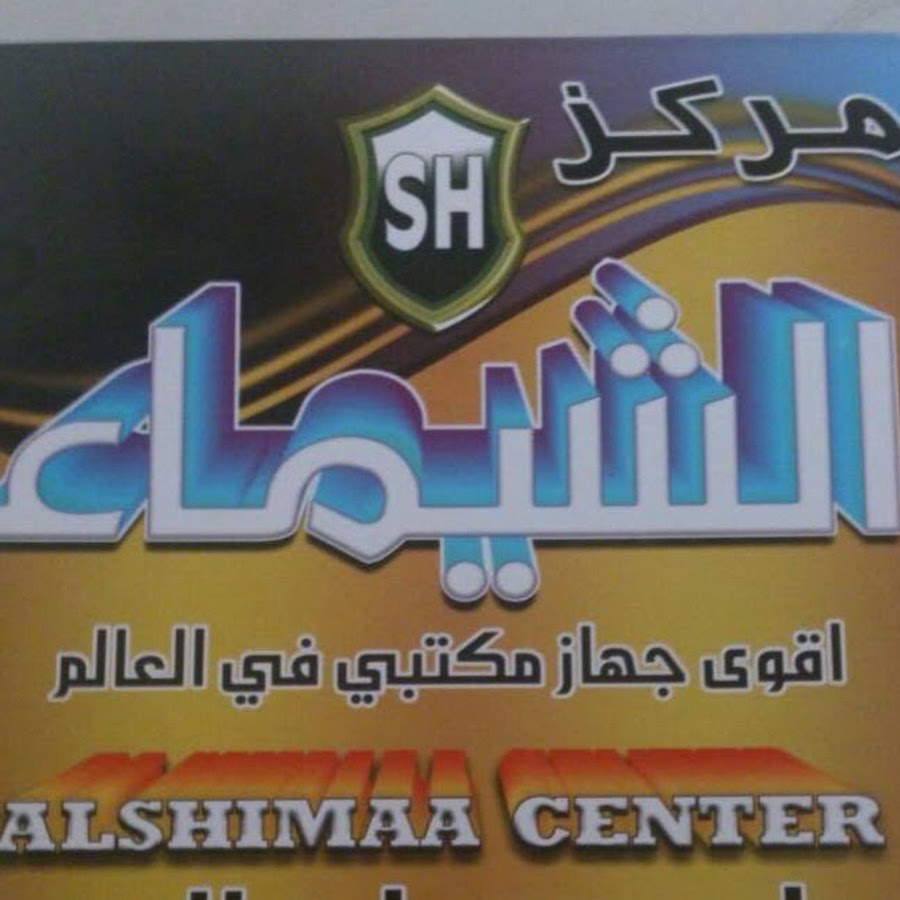 مركز
SH
الشيماء
اقوى جهاز مكتبي في العالم
ALSHIMAA CENTER